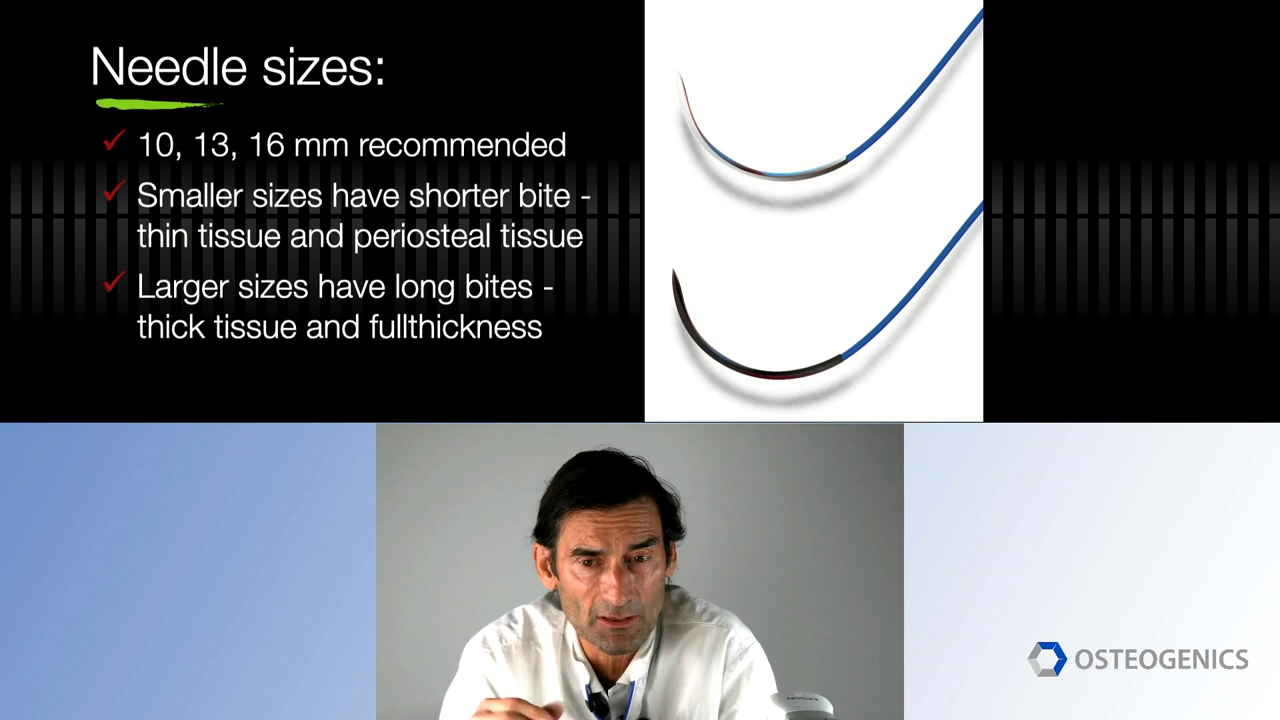 Needle sizes:
10, 13, 16 mm recommended
Smaller sizes have shorter bite -
thin tissue and periosteal tissue
Larger sizes have long bites -
thick tissue and fullthickness
OSTEOGENICS